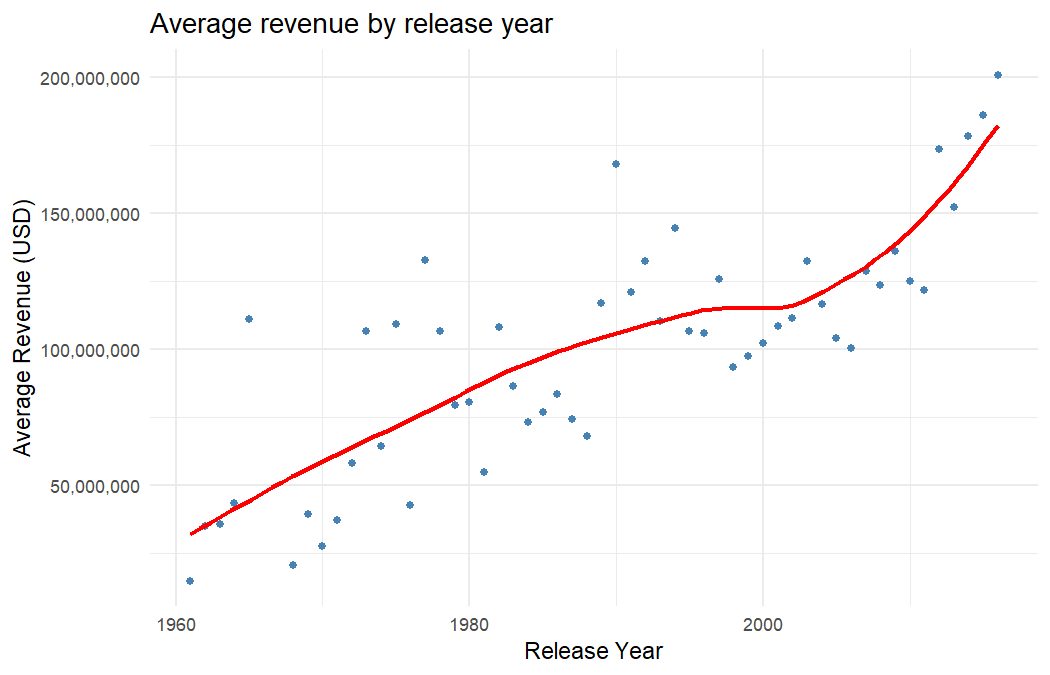 Average revenue by release year
200,000,000
150,000,000
100,000,000
50,000,000
Average Revenue (USD)
1960 1980 2000
Release Year